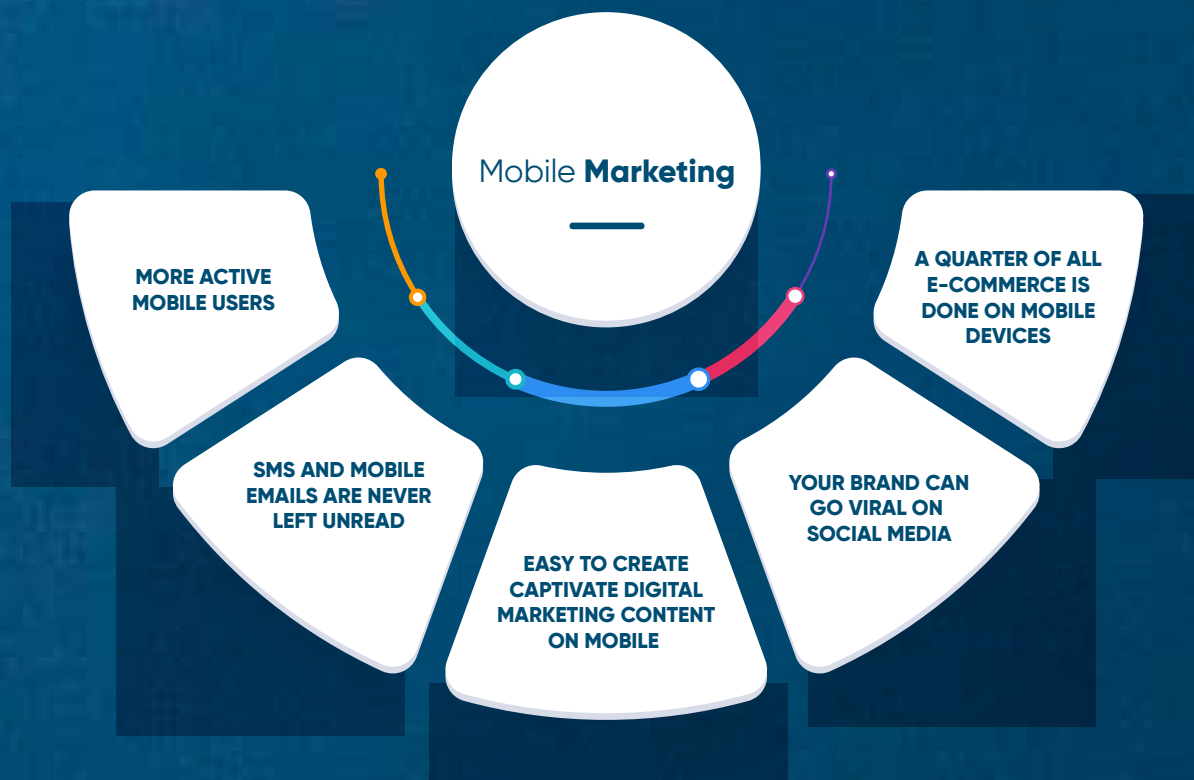 Mobile Marketing
MORE ACTIVE
MOBILE USERS
SMS AND MOBILE
EMAILS ARE NEVER
LEFT UNREAD
EASY TO CREATE
CAPTIVATE DIGITAL
MARKETING CONTENT
ON MOBILE
YOUR BRAND CAN
GO VIRAL ON
SOCIAL MEDIA
A QUARTER OF ALL
E-COMMERCE IS
DONE ON MOBILE
DEVICES